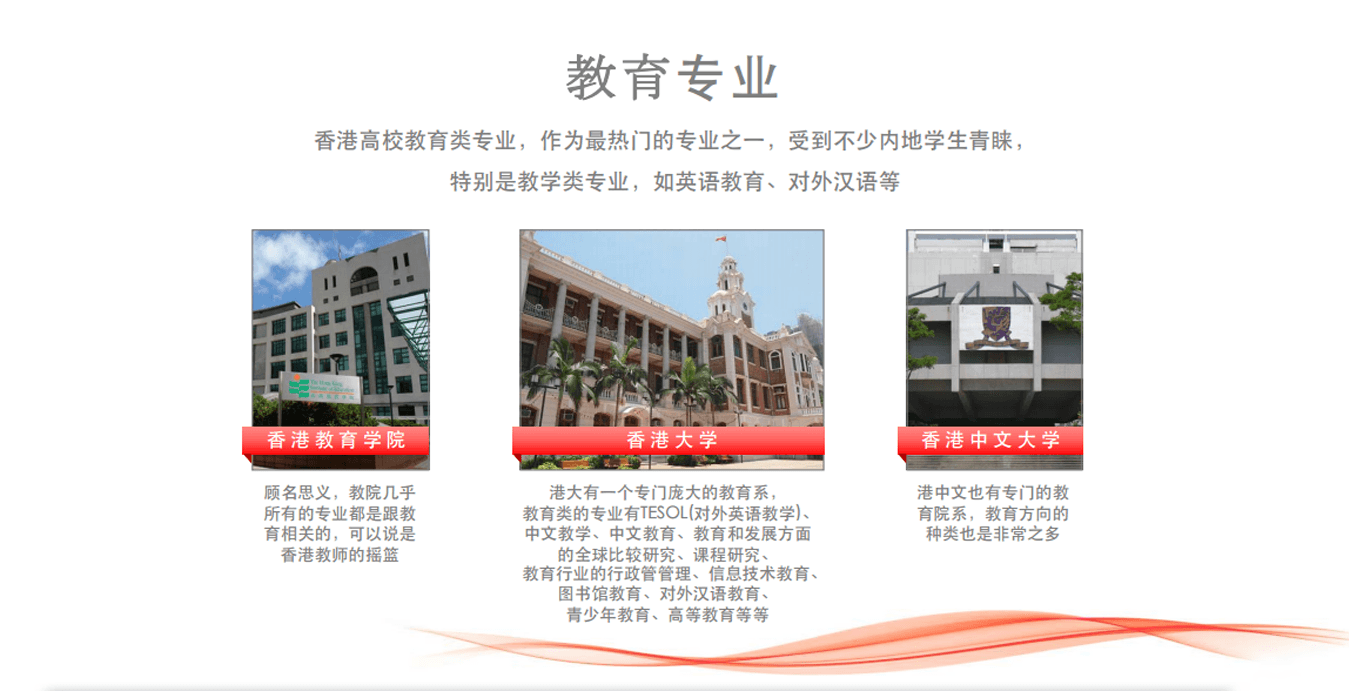 教育专业
香港高校教育类专业，作为最热门的专业之一，受到不少内地学生青睐，
特别是教学类专业，如英语教育、对外汉语等
香港教育学院
香港大学
香港中文大学
顾名思义，教院几乎
所有的专业都是跟教
育相关的，可以说是
香港教师的摇篮
港大有一个专门庞大的教育系，
教育类的专业有TESOL(对外英语教学)、
中文教学、中文教育、教育和发展方面
的全球比较研究、课程研究、
教育行业的行政管管理、信息技术教育、
图书馆教育、对外汉语教育、
青少年教育、高等教育等等
港中文也有专门的教
育院系，教育方向的
种类也是非常之多